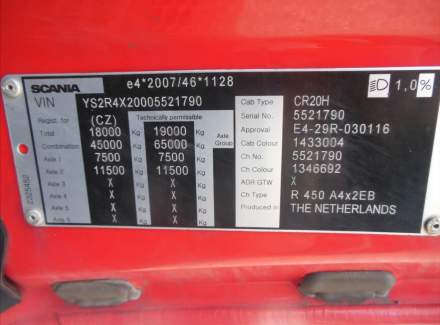 SCANIA e4*2007/46*1128
VIN YS2R4X20005521790
Regist. for (CZ) Technically permissible
Total 18000 Kg 19000 Kg
Combination 45000 Kg 65000 Kg Axle Group
Axle 1 7500 Kg 7500 Kg
Axle 2 11500 Kg 11500 Kg
Axle 3 X Kg X Kg
Axle 4 X Kg X Kg
Axle 5 X Kg X Kg
Axle 6 X Kg X Kg
1,0%
Cab Type CR20H
Serial No. 5521790
Approval E4-29R-030116
Cab Colour 1433004
Ch No. 5521790
Ch Colour 1346692
ADR GTW X
Ch Type R 450 A4x2EB
Produced in THE NETHERLANDS